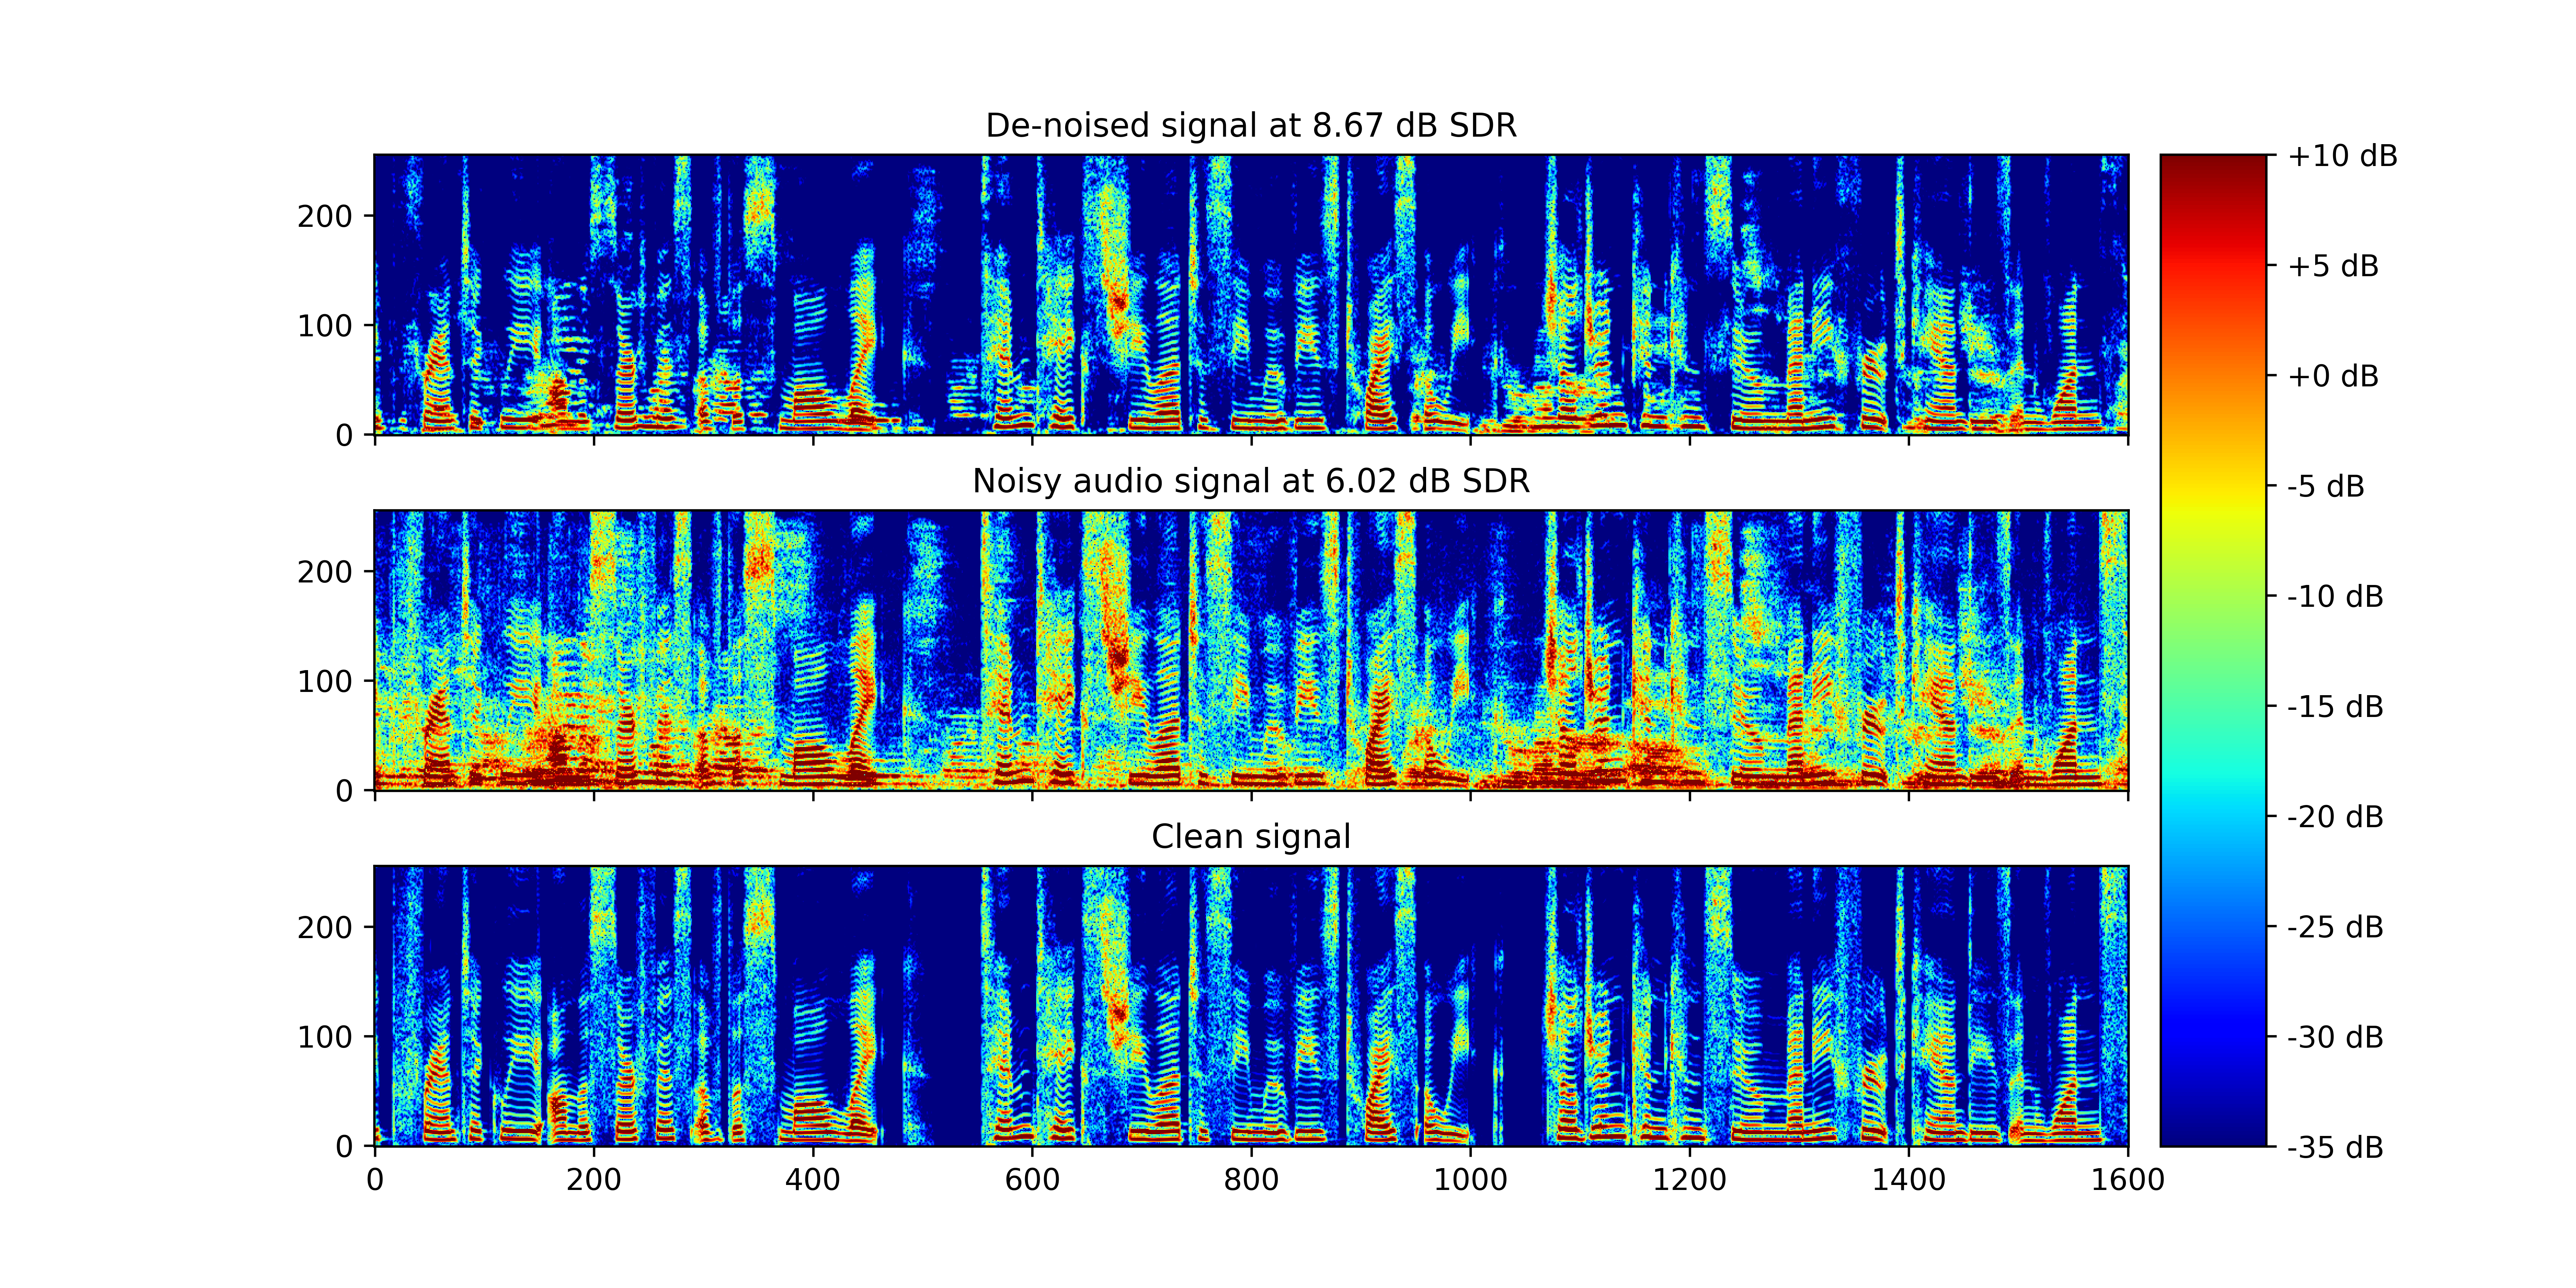 De-noised signal at 8.67 dB SDR
200
100
0
Noisy audio signal at 6.02 dB SDR
200
100
0
Clean signal
200
100
0
0 200 400 600 800 1000 1200 1400 1600
+10 dB
+5 dB
+0 dB
-5 dB
-10 dB
-15 dB
-20 dB
-25 dB
-30 dB
-35 dB